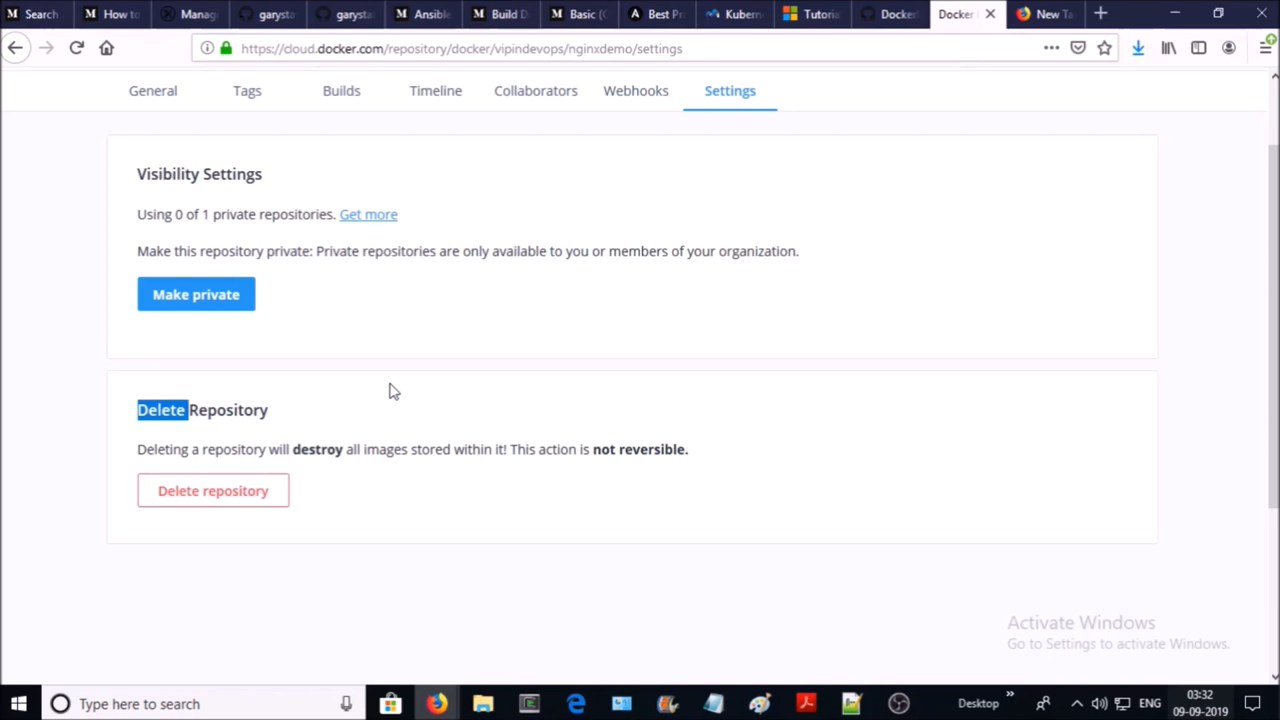 Search
How to
Manag
garysta
garysta
Ansible
Build D
Basic (C
Best Pr
Kubern
Tutoria
Docker
Docker
New Ta
https://cloud.docker.com/repository/docker/vipindevops/nginxdemo/settings
General Tags Builds Timeline Collaborators Webhooks Settings
Visibility Settings
Using 0 of 1 private repositories. Get more
Make this repository private: Private repositories are only available to you or members of your organization.
Make private
Delete Repository
Deleting a repository will destroy all images stored within it! This action is not reversible.
Delete repository
Activate Windows
Go to Settings to activate Windows.
Type here to search
Desktop
ENG
03:32
09-09-2019